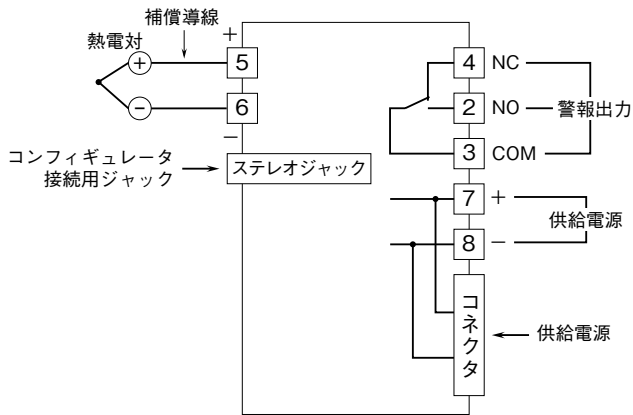 補償導線
熱電対
+
+
5
−
6
−
コンフィギュレータ
接続用ジャック
ステレオジャック
4 NC
2 NO
警報出力
3 COM
7 +
供給電源
8 −
コネクタ
供給電源